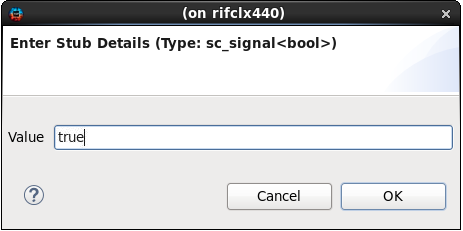 (on rifclx440)
Enter Stub Details (Type: sc_signal<bool>)
Value true
Cancel OK